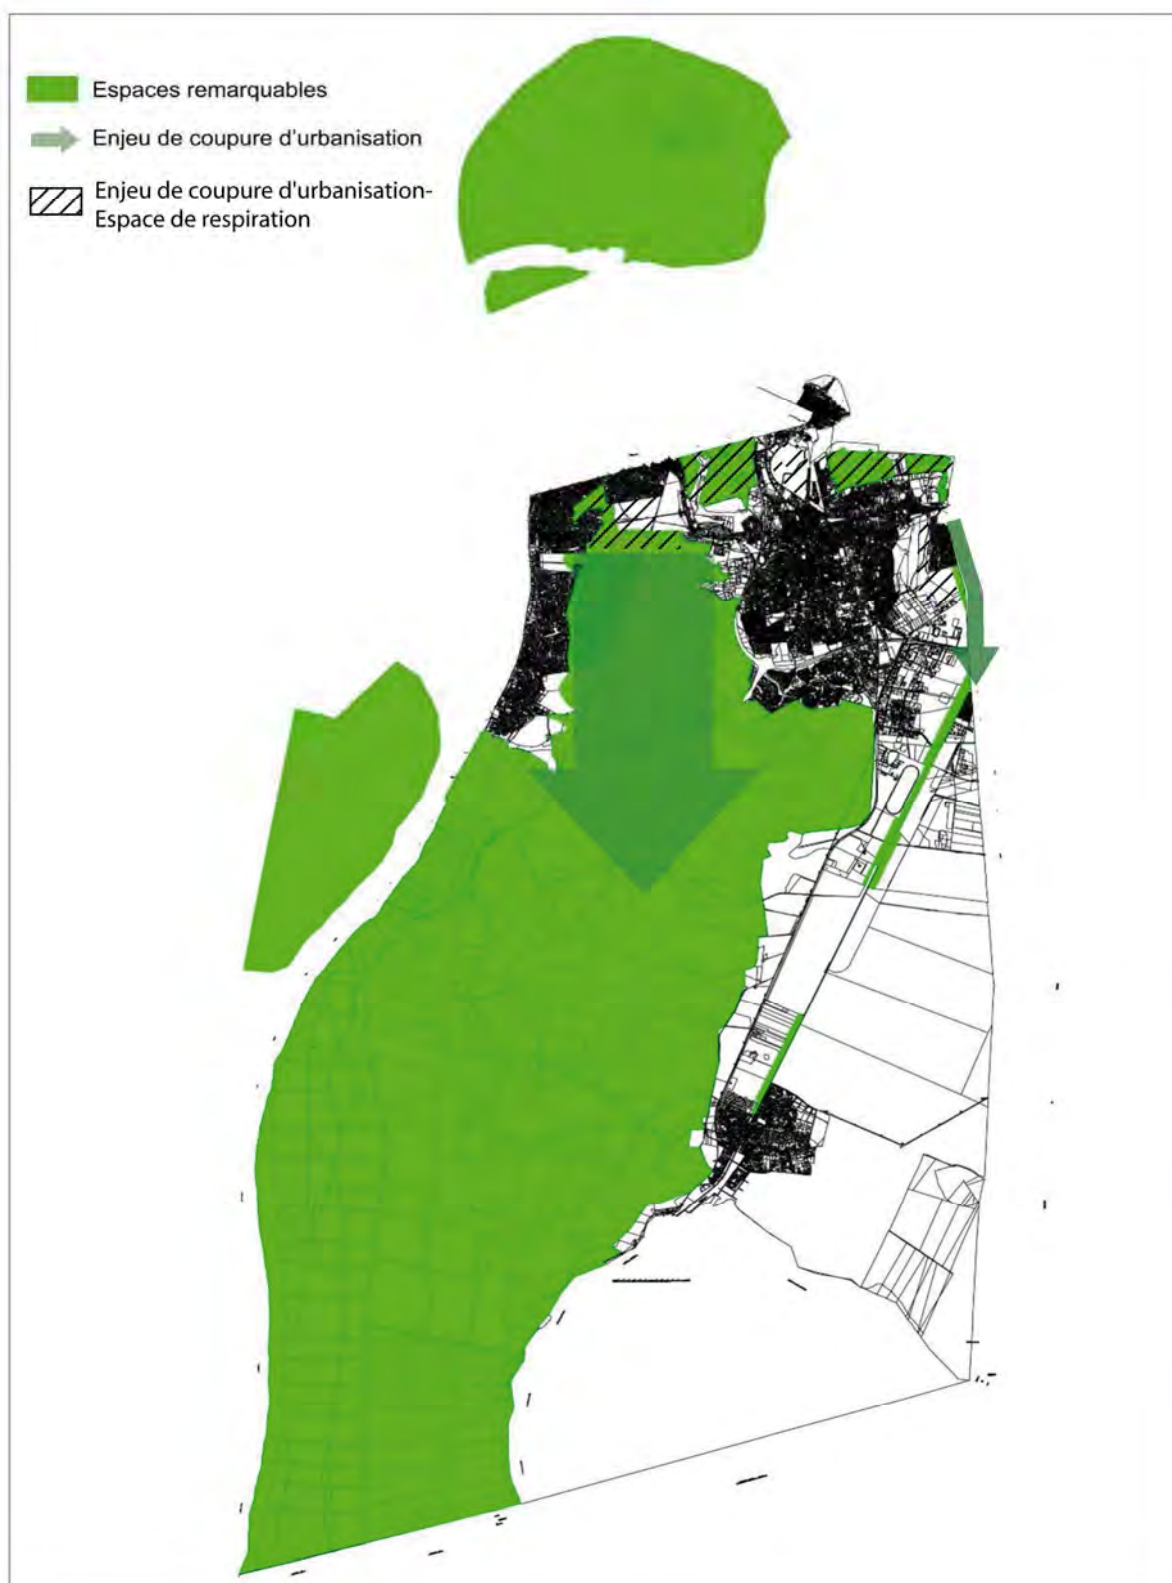 Espaces remarquables
Enjeu de coupure d'urbanisation
Enjeu de coupure d'urbanisation-
Espace de respiration